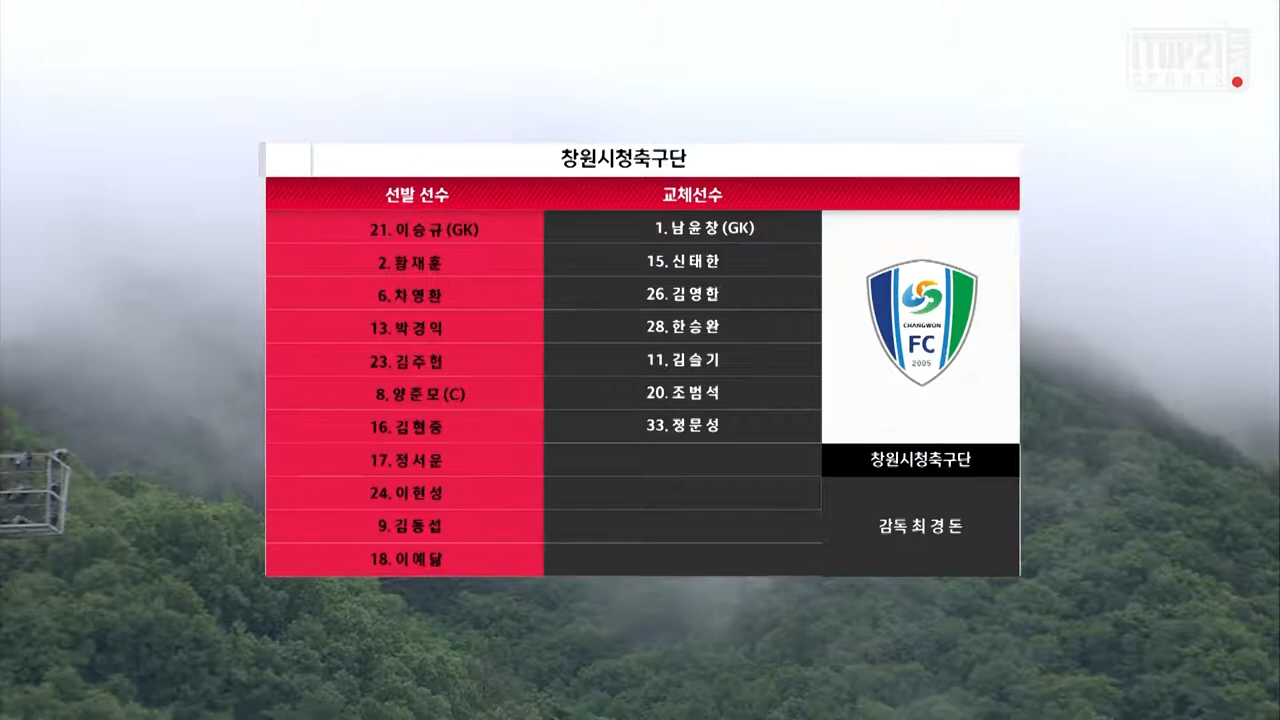 iTOP21
SPORTS
창원시청축구단
선발 선수
교체선수
21. 이 승 규 (GK)
1. 남 윤 창 (GK)
2. 황 재 훈
15. 신 태 한
6. 차 영 환
26. 김 영 한
13. 박 경 익
28. 한 승 완
23. 김 주 헌
11. 김 슬 기
8. 양 준 모 (C)
20. 조 범 석
16. 김 현 중
33. 정 문 성
17. 정 서 운
24. 이 현 성
9. 김 동 섭
18. 이 예 닮
CHANGWON
FC
2005
창원시청축구단
감독 최 경 돈